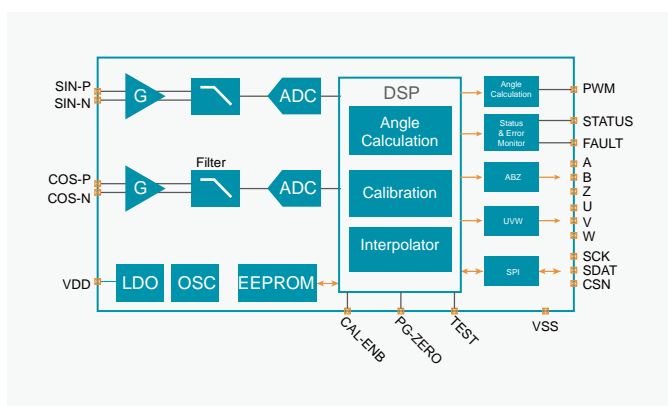 SIN-P
SIN-N
G
ADC
DSP
Angle
Calculation
Angle
Calculation
PWM
Status
& Error
Monitor
STATUS
FAULT
COS-P
COS-N
G
Filter
ADC
Calibration
ABZ
A
B
Z
Interpolator
UVW
U
V
W
VDD
LDO
OSC
EEPROM
SPI
SCK
SDAT
CSN
CAL-ENB
PG-ZERO
TEST
VSS